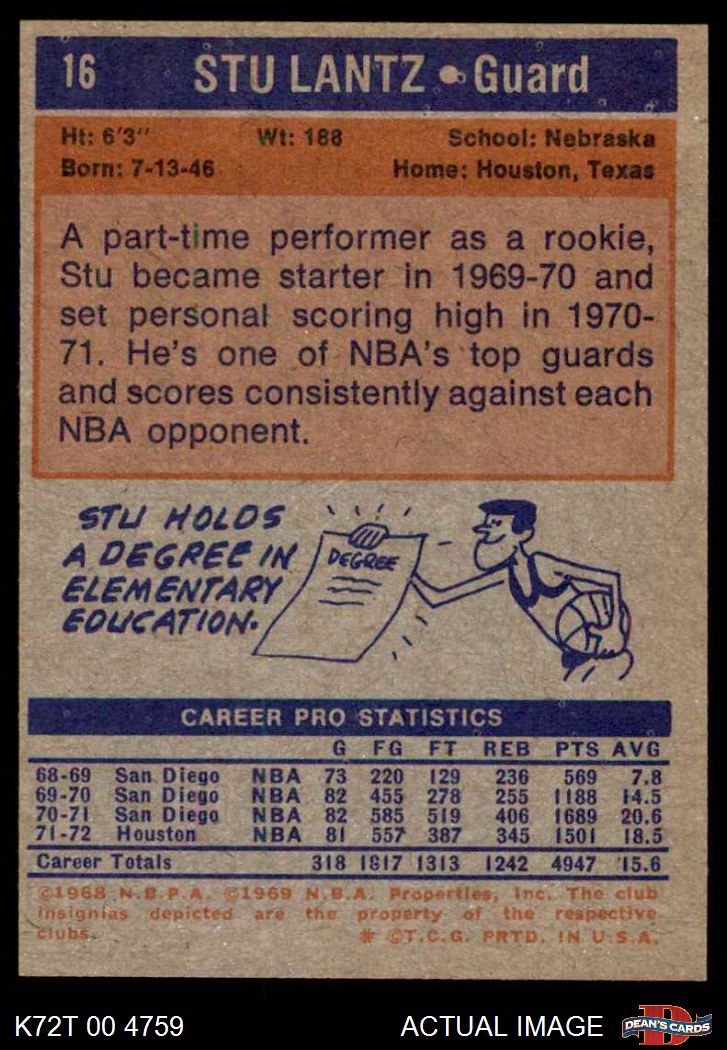 16 STU LANTZ • Guard
Ht: 6'3" Wt: 188 School: Nebraska
Born: 7-13-46 Home: Houston, Texas
A part-time performer as a rookie,
Stu became starter in 1969-70 and
set personal scoring high in 1970-
71. He's one of NBA's top guards
and scores consistently against each
NBA opponent.
STU HOLDS
A DEGREE IN
ELEMENTARY
EDUCATION.
DEGREE
CAREER PRO STATISTICS
G FG FT REB PTS AVG
68-69 San Diego NBA 73 220 129 236 569 7.8
69-70 San Diego NBA 82 455 278 255 1188 14.5
70-71 San Diego NBA 82 585 519 406 1689 20.6
71-72 Houston NBA 81 557 387 345 1501 18.5
Career Totals 318 1817 1313 1242 4947 15.6
©1968 N.B.P.A. ©1969 N.B.A. Properties, Inc. The club
insignias depicted are the property of the respective
clubs. * ©T.C.G. PRTD. IN U.S.A.
K72T 00 4759 ACTUAL IMAGE D DEAN'S CARDS